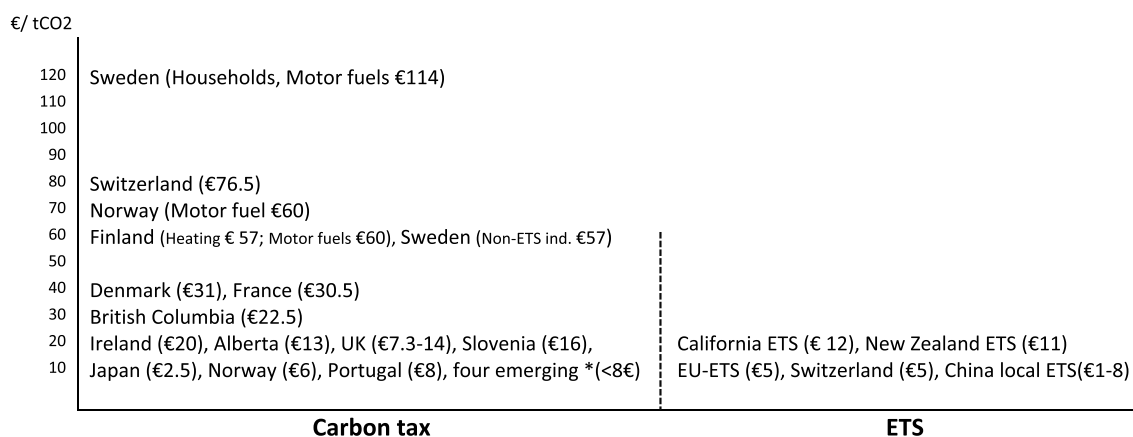 €/ tCO2
120 Sweden (Households, Motor fuels €114)
110
100
90
80 Switzerland (€76.5)
70 Norway (Motor fuel €60)
60 Finland (Heating € 57; Motor fuels €60), Sweden (Non-ETS ind. €57)
50
40 Denmark (€31), France (€30.5)
30 British Columbia (€22.5)
20 Ireland (€20), Alberta (€13), UK (€7.3-14), Slovenia (€16), California ETS (€ 12), New Zealand ETS (€11)
10 Japan (€2.5), Norway (€6), Portugal (€8), four emerging *(<8€) EU-ETS (€5), Switzerland (€5), China local ETS(€1-8)
Carbon tax ETS